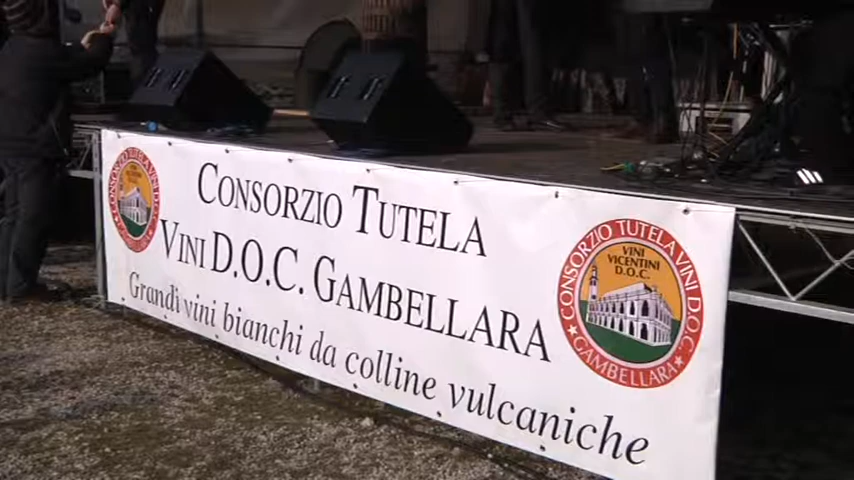 CONSORZIO TUTELA
VINI D.O.C. GAMBELLARA
Grandi vini bianchi da colline vulcaniche
CONSORZIO TUTELA VINI D.O.C.
VINI
VICENTINI
D.O.C.
GAMBELLARA